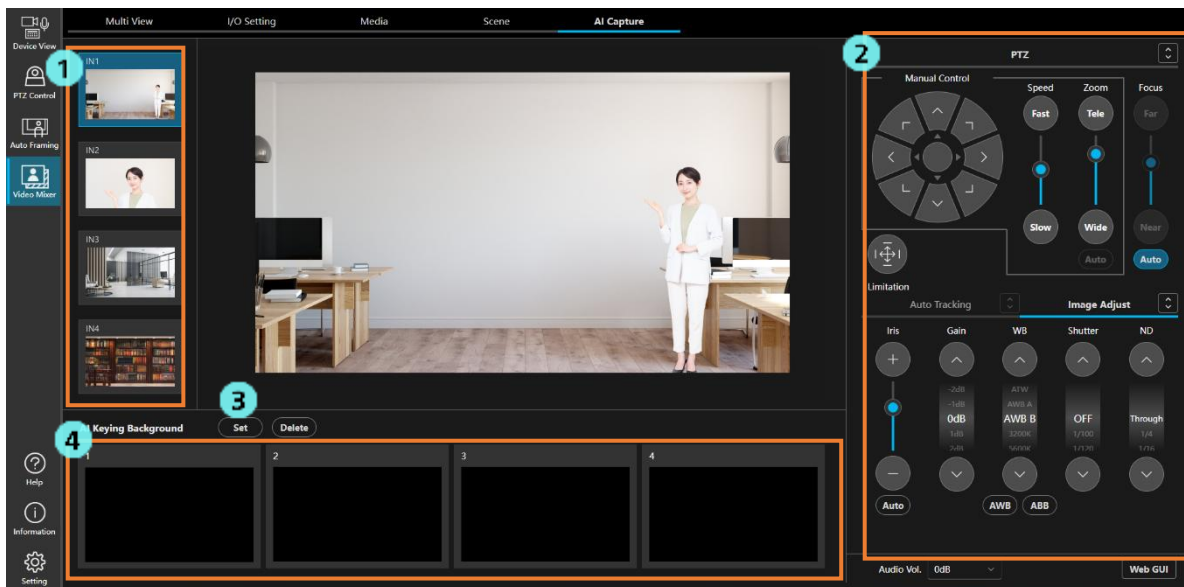 Multi View
I/O Setting
Media
Scene
AI Capture
Device View
PTZ Control
Auto Framing
Video Mixer
Help
Information
Setting
1
IN1
IN2
IN3
IN4
2
PTZ
Manual Control
Speed
Zoom
Focus
Fast
Tele
Far
Slow
Wide
Near
Auto
Auto
Limitation
Auto Tracking
Image Adjust
Iris
Gain
WB
Shutter
ND
-2dB
ATW
-1dB
AWB A
0dB
AWB B
OFF
Through
1dB
3200K
1/100
1/4
2dB
5600K
1/120
1/16
Auto
AWB
ABB
3
Keying Background
Set
Delete
4
1
2
3
4
Audio Vol.
0dB
Web GUI